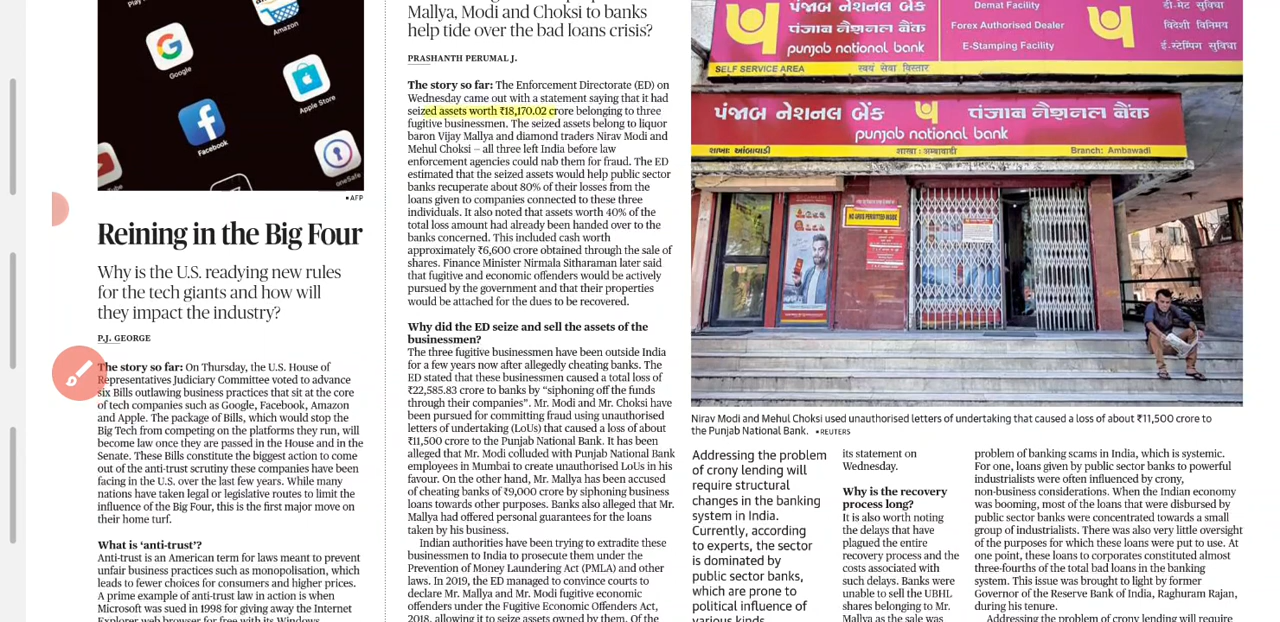 Amazon
Google
App Store
Facebook
oneSafe
AFP
Reining in the Big Four
Why is the U.S. readying new rules
for the tech giants and how will
they impact the industry?
P.J. GEORGE
The story so far: On Thursday, the U.S. House of
Representatives Judiciary Committee voted to advance
six Bills outlawing business practices that sit at the core
of tech companies such as Google, Facebook, Amazon
and Apple. The package of Bills, which would stop the
Big Tech from competing on the platforms they run, will
become law once they are passed in the House and in the
Senate. These Bills constitute the biggest action to come
out of the anti-trust scrutiny these companies have been
facing in the U.S. over the last few years. While many
nations have taken legal or legislative routes to limit the
influence of the Big Four, this is the first major move on
their home turf.
What is ‘anti-trust’?
Anti-trust is an American term for laws meant to prevent
unfair business practices such as monopolisation, which
leads to fewer choices for consumers and higher prices.
A prime example of anti-trust law in action is when
Microsoft was sued in 1998 for giving away the Internet
Explorer web browser for free with its Windows
Mallya, Modi and Choksi to banks
help tide over the bad loans crisis?
PRASHANTH PERUMAL J.
The story so far: The Enforcement Directorate (ED) on
Wednesday came out with a statement saying that it had
seized assets worth ₹18,170.02 crore belonging to three
fugitive businessmen. The seized assets belong to liquor
baron Vijay Mallya and diamond traders Nirav Modi and
Mehul Choksi – all three left India before law
enforcement agencies could nab them for fraud. The ED
estimated that the seized assets would help public sector
banks recuperate about 80% of their losses from the
loans given to companies connected to these three
individuals. It also noted that assets worth 40% of the
total loss amount had already been handed over to the
banks concerned. This included cash worth
approximately ₹6,600 crore obtained through the sale of
shares. Finance Minister Nirmala Sitharaman later said
that fugitive and economic offenders would be actively
pursued by the government and that their properties
would be attached for the dues to be recovered.
Why did the ED seize and sell the assets of the
businessmen?
The three fugitive businessmen have been outside India
for a few years now after allegedly cheating banks. The
ED stated that these businessmen caused a total loss of
₹22,585.83 crore to banks by “siphoning off the funds
through their companies”. Mr. Modi and Mr. Choksi have
been pursued for committing fraud using unauthorised
letters of undertaking (LoUs) that caused a loss of about
₹11,500 crore to the Punjab National Bank. It has been
alleged that Mr. Modi colluded with Punjab National Bank
employees in Mumbai to create unauthorised LoUs in his
favour. On the other hand, Mr. Mallya has been accused
of cheating banks of ₹9,000 crore by siphoning business
loans towards other purposes. Banks also alleged that Mr.
Mallya had offered personal guarantees for the loans
taken by his business.
Indian authorities have been trying to extradite these
businessmen to India to prosecute them under the
Prevention of Money Laundering Act (PMLA) and other
laws. In 2019, the ED managed to convince courts to
declare Mr. Mallya and Mr. Modi fugitive economic
offenders under the Fugitive Economic Offenders Act,
2018, allowing it to seize assets owned by them. Of the
પંજાબ નેશનલ બેંક
पंजाब नैशनल बैंक
punjab national bank
SELF SERVICE AREA
Demat Facility
Forex Authorised Dealer
E-Stamping Facility
डी-मेट सुविधा
विदेशी विनिमय
ई-स्टेम्पिंग सुविधा
પંજાબ નેશનલ બેંક पंजाब नैशनल बैंक
punjab national bank
શાખા: આંબાવાડી शाखा : अम्बावाडी Branch: Ambawadi
Nirav Modi and Mehul Choksi used unauthorised letters of undertaking that caused a loss of about ₹11,500 crore to
the Punjab National Bank. REUTERS
Addressing the problem
of crony lending will
require structural
changes in the banking
system in India.
Currently, according
to experts, the sector
is dominated by
public sector banks,
which are prone to
political influence of
various kinds
its statement on
Wednesday.
Why is the recovery
process long?
It is also worth noting
the delays that have
plagued the entire
recovery process and the
costs associated with
such delays. Banks were
unable to sell the UBHL
shares belonging to Mr.
Mallya as the sale was
problem of banking scams in India, which is systemic.
For one, loans given by public sector banks to powerful
industrialists were often influenced by crony,
non-business considerations. When the Indian economy
was booming, most of the loans that were disbursed by
public sector banks were concentrated towards a small
group of industrialists. There was also very little oversight
of the purposes for which these loans were put to use. At
one point, these loans to corporates constituted almost
three-fourths of the total bad loans in the banking
system. This issue was brought to light by former
Governor of the Reserve Bank of India, Raghuram Rajan,
during his tenure.
Addressing the problem of crony lending will require